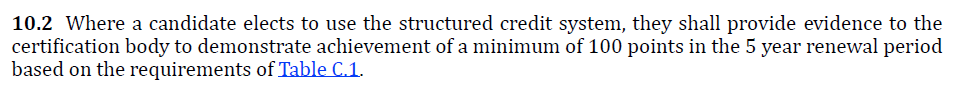 10.2 Where a candidate elects to use the structured credit system, they shall provide evidence to the
certification body to demonstrate achievement of a minimum of 100 points in the 5 year renewal period
based on the requirements of Table C.1.